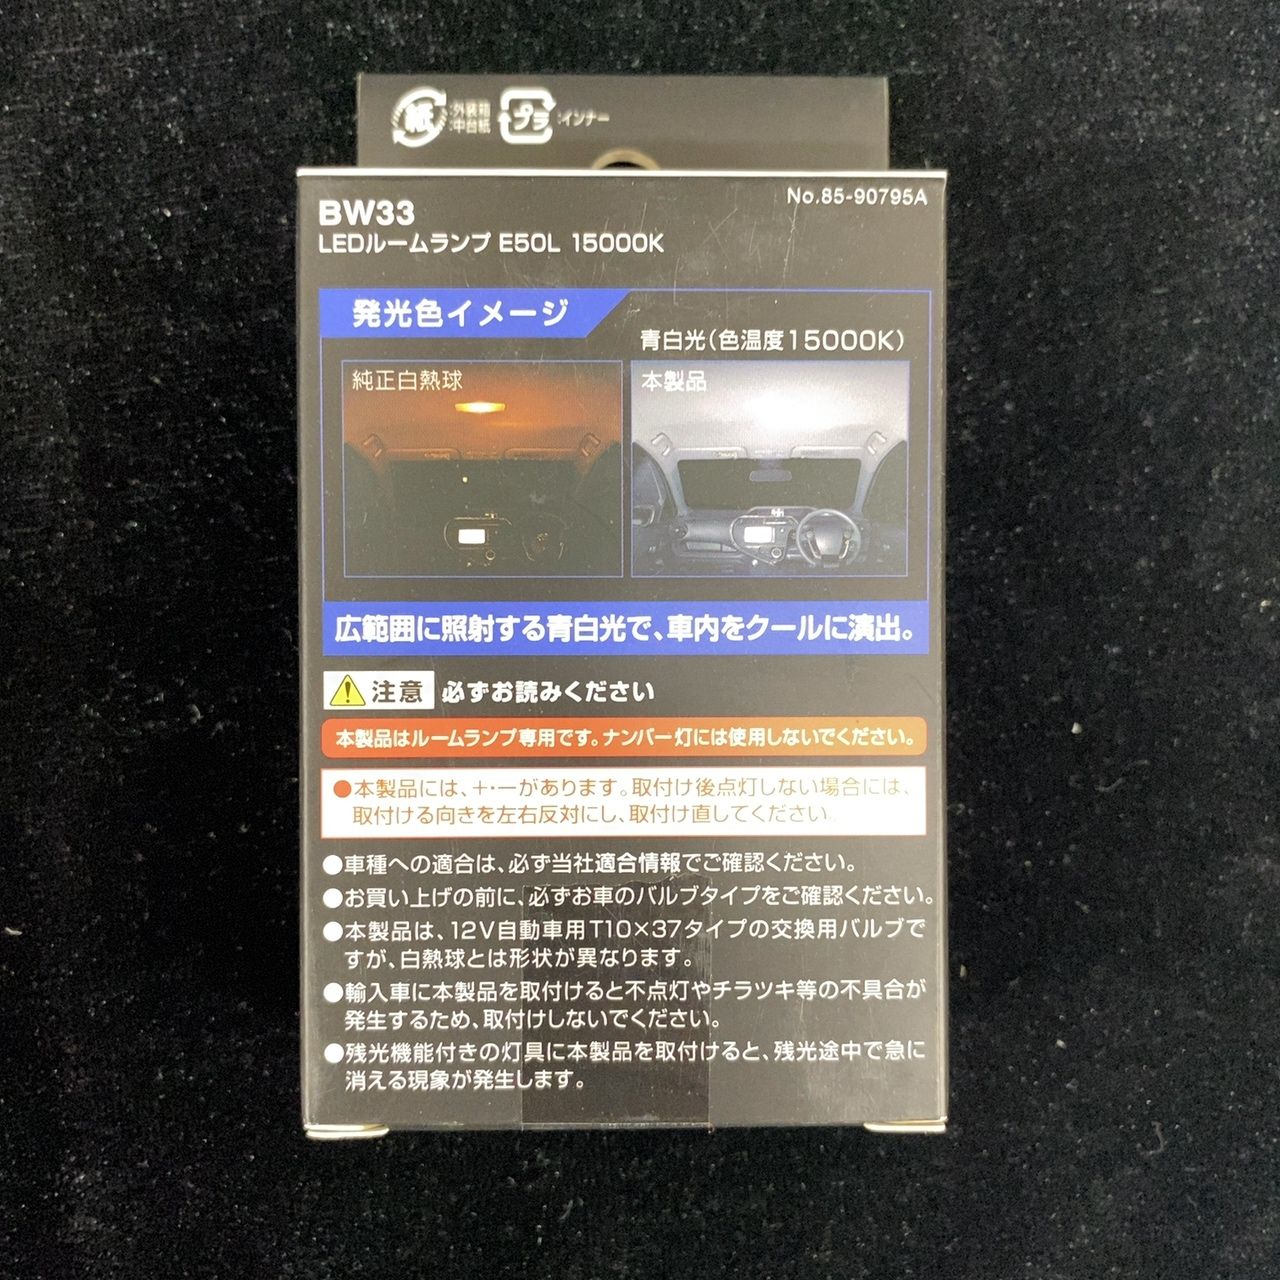 紙 :外装箱 プラ :インナー
:中台紙
BW33
No.85-90795A
LEDルームランプ E50L 15000K
発光色イメージ
青白光(色温度15000K)
純正白熱球
本製品
広範囲に照射する青白光で、車内をクールに演出。
注意 必ずお読みください
本製品はルームランプ専用です。ナンバー灯には使用しないでください。
●本製品には、＋・ーがあります。取付け後点灯しない場合には、
取付ける向きを左右反対にし、取付け直してください。
●車種への適合は、必ず当社適合情報でご確認ください。
●お買い上げの前に、必ずお車のバルブタイプをご確認ください。
●本製品は、12V自動車用T10×37タイプの交換用バルブで
すが、白熱球とは形状が異なります。
●輸入車に本製品を取付けると不点灯やチラツキ等の不具合が
発生するため、取付けしないでください。
●残光機能付きの灯具に本製品を取付けると、残光途中で急に
消える現象が発生します。